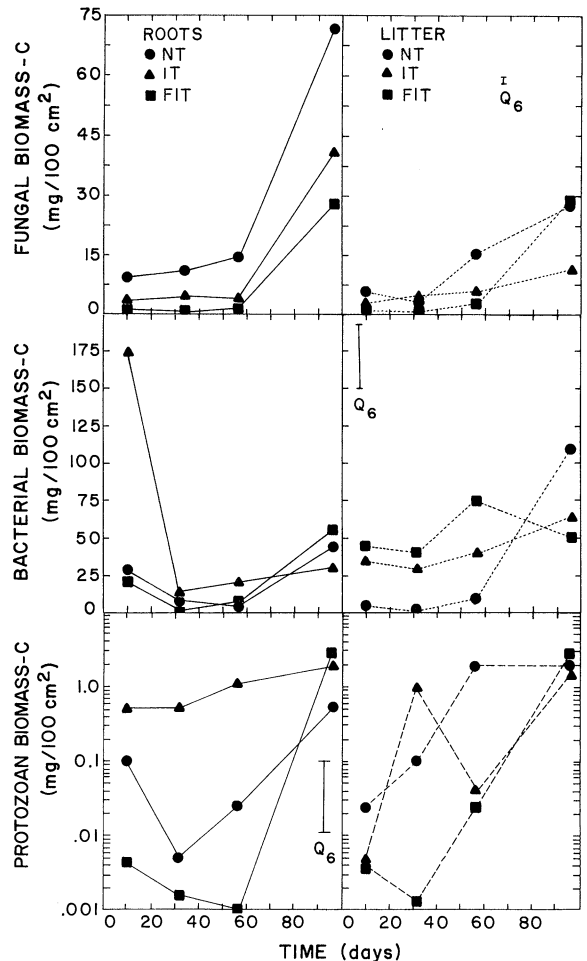 FUNGAL BIOMASS-C
(mg/100 cm²)
75
60
45
30
15
0
ROOTS
NT
IT
FIT
LITTER
NT
IT
FIT
Q6
BACTERIAL BIOMASS-C
(mg/100 cm²)
175
150
125
100
75
50
25
0
Q6
PROTOZOAN BIOMASS-C
(mg/100 cm²)
1.0
0.1
.01
.001
Q6
0 20 40 60 80 0 20 40 60 80
TIME (days)